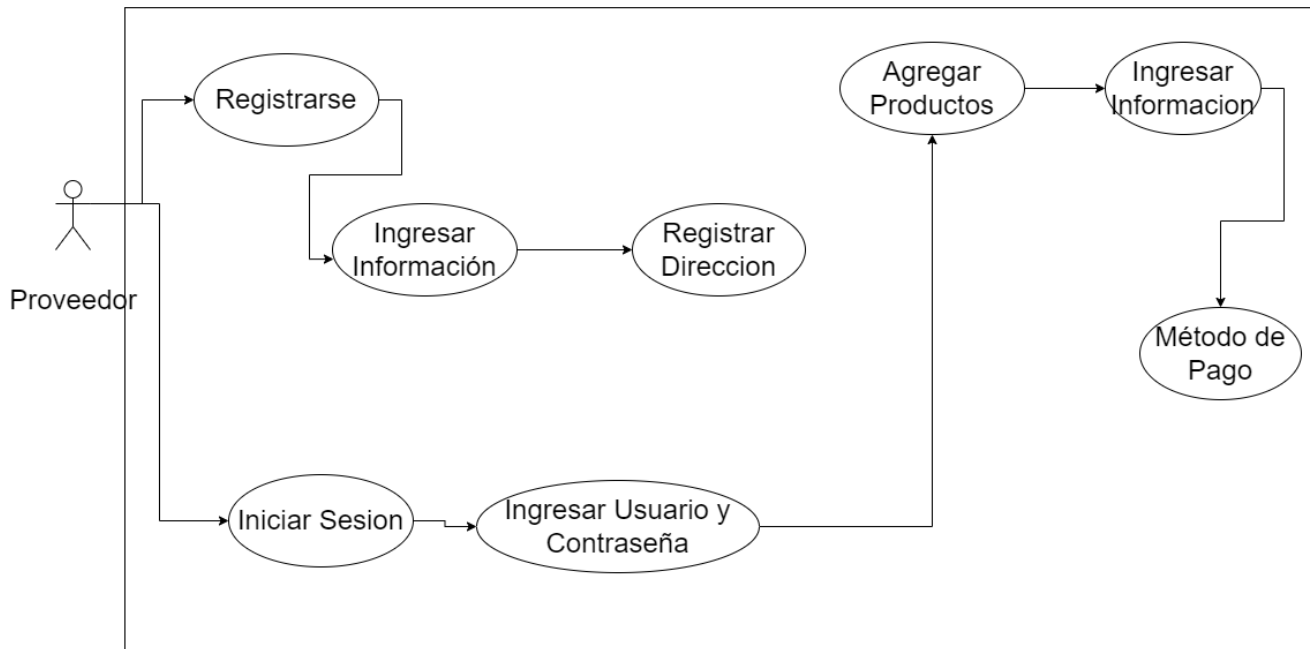 Registrarse
Agregar
Productos
Ingresar
Informacion
Ingresar
Información
Registrar
Direccion
Proveedor
Método de
Pago
Iniciar Sesion
Ingresar Usuario y
Contraseña